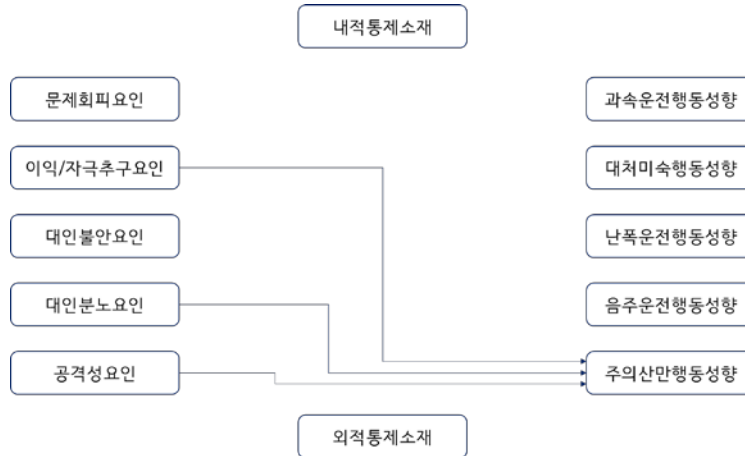 내적통제소재
문제회피요인
과속운전행동성향
이익/자극추구요인
대처미숙행동성향
대인불안요인
난폭운전행동성향
대인분노요인
음주운전행동성향
공격성요인
주의산만행동성향
외적통제소재